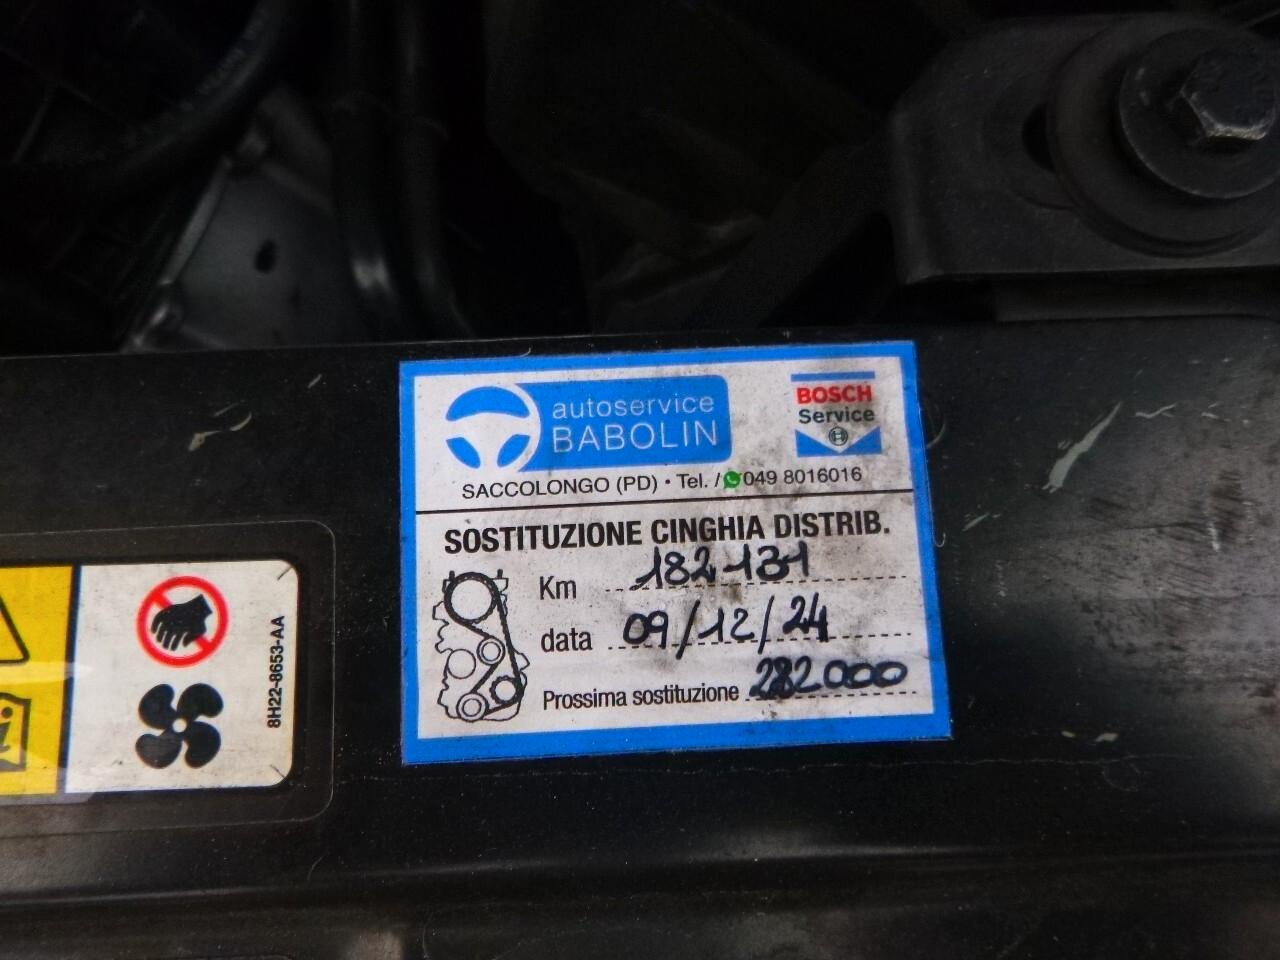 autoservice
BABOLIN
BOSCH
Service
SACCOLONGO (PD) • Tel. / 049 8016016
SOSTITUZIONE CINGHIA DISTRIB.
Km 182131
data 09/12/24
Prossima sostituzione 282000
8H22-8653-AA